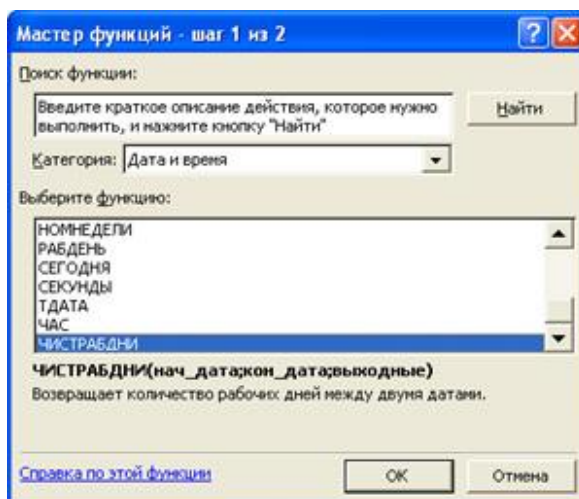 Мастер функций - шаг 1 из 2
Поиск функции:
Введите краткое описание действия, которое нужно
выполнить, и нажмите кнопку "Найти"
Найти
Категория: Дата и время
Выберите функцию:
НОМНЕДЕЛИ
РАБДЕНЬ
СЕГОДНЯ
СЕКУНДЫ
ТДАТА
ЧАС
ЧИСТРАБДНИ
ЧИСТРАБДНИ(нач_дата;кон_дата;выходные)
Возвращает количество рабочих дней между двумя датами.
Справка по этой функции
ОК
Отмена